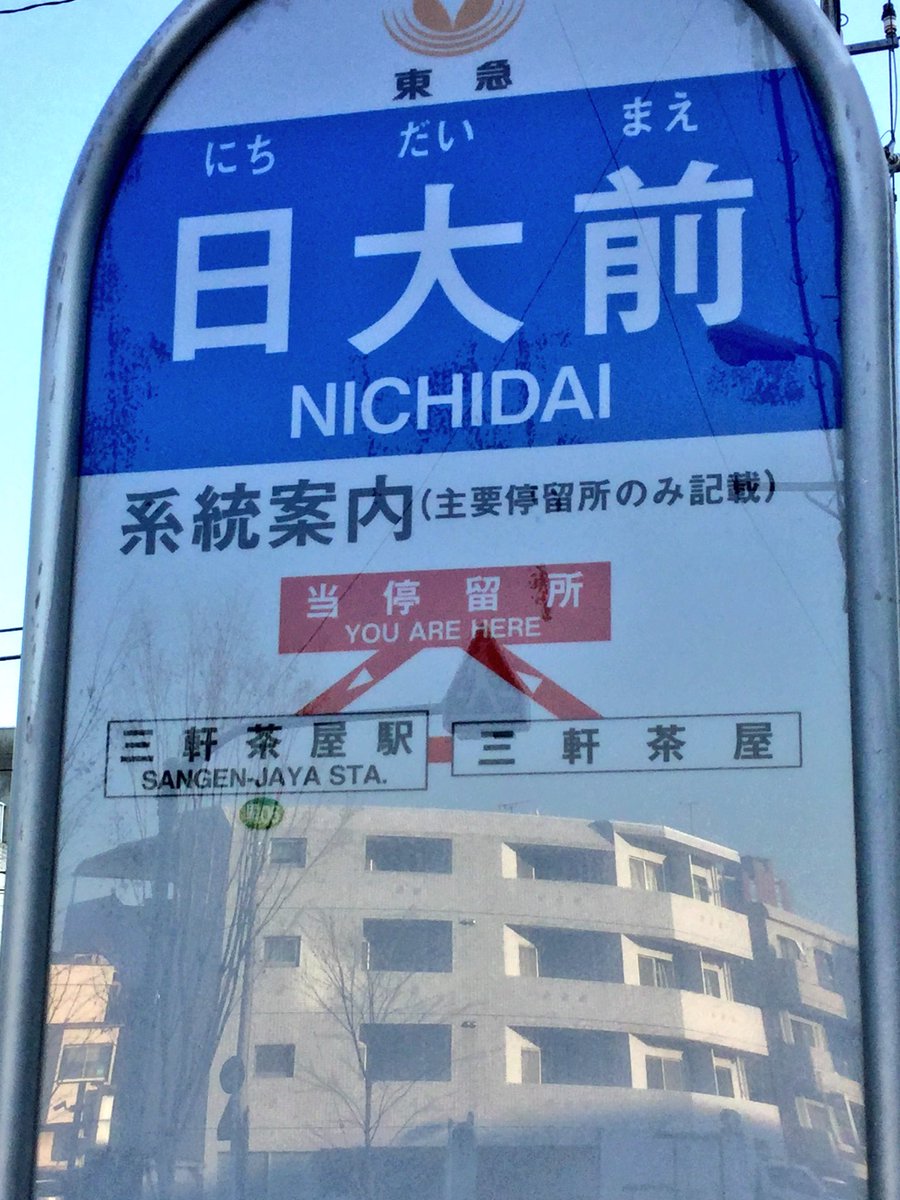 東急
にち だい まえ
日大前
NICHIDAI
系統案内(主要停留所のみ記載)
当停留所
YOU ARE HERE
三軒茶屋駅
SANGEN-JAYA STA.
三軒茶屋